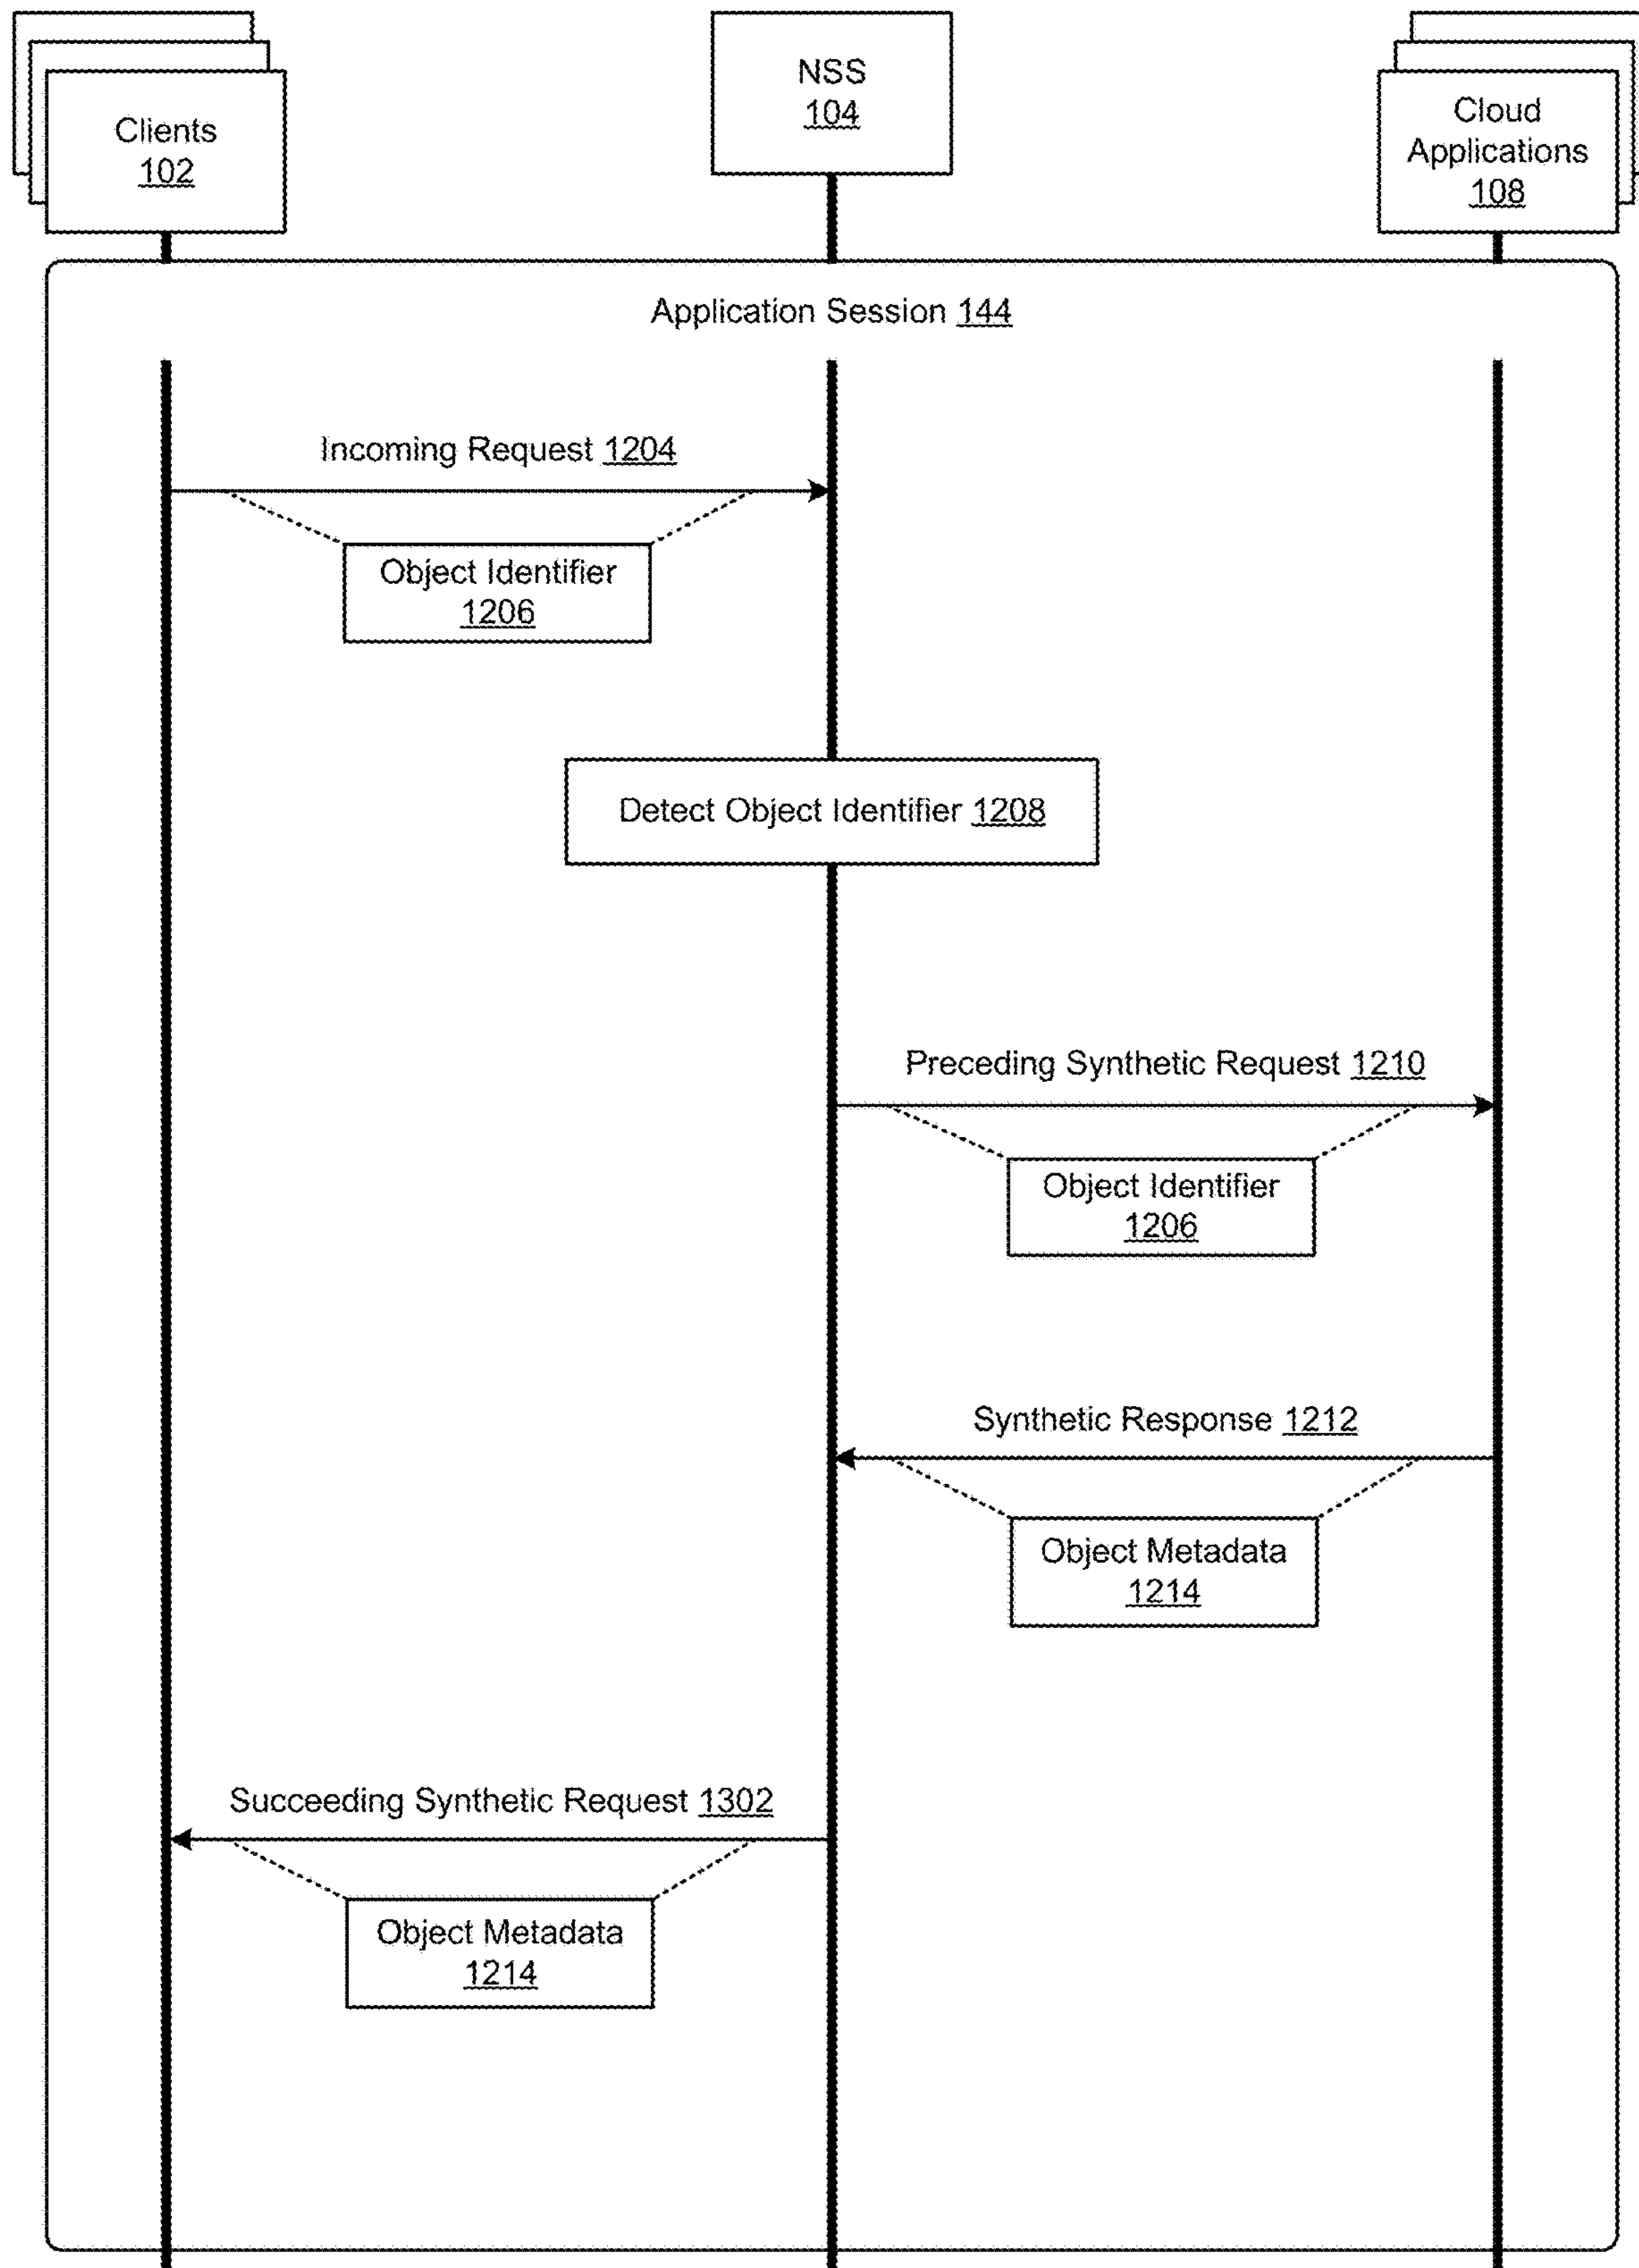 Clients
102
NSS
104
Cloud
Applications
108
Application Session 144
Incoming Request 1204
Object Identifier
1206
Detect Object Identifier 1208
Preceding Synthetic Request 1210
Object Identifier
1206
Synthetic Response 1212
Object Metadata
1214
Succeeding Synthetic Request 1302
Object Metadata
1214